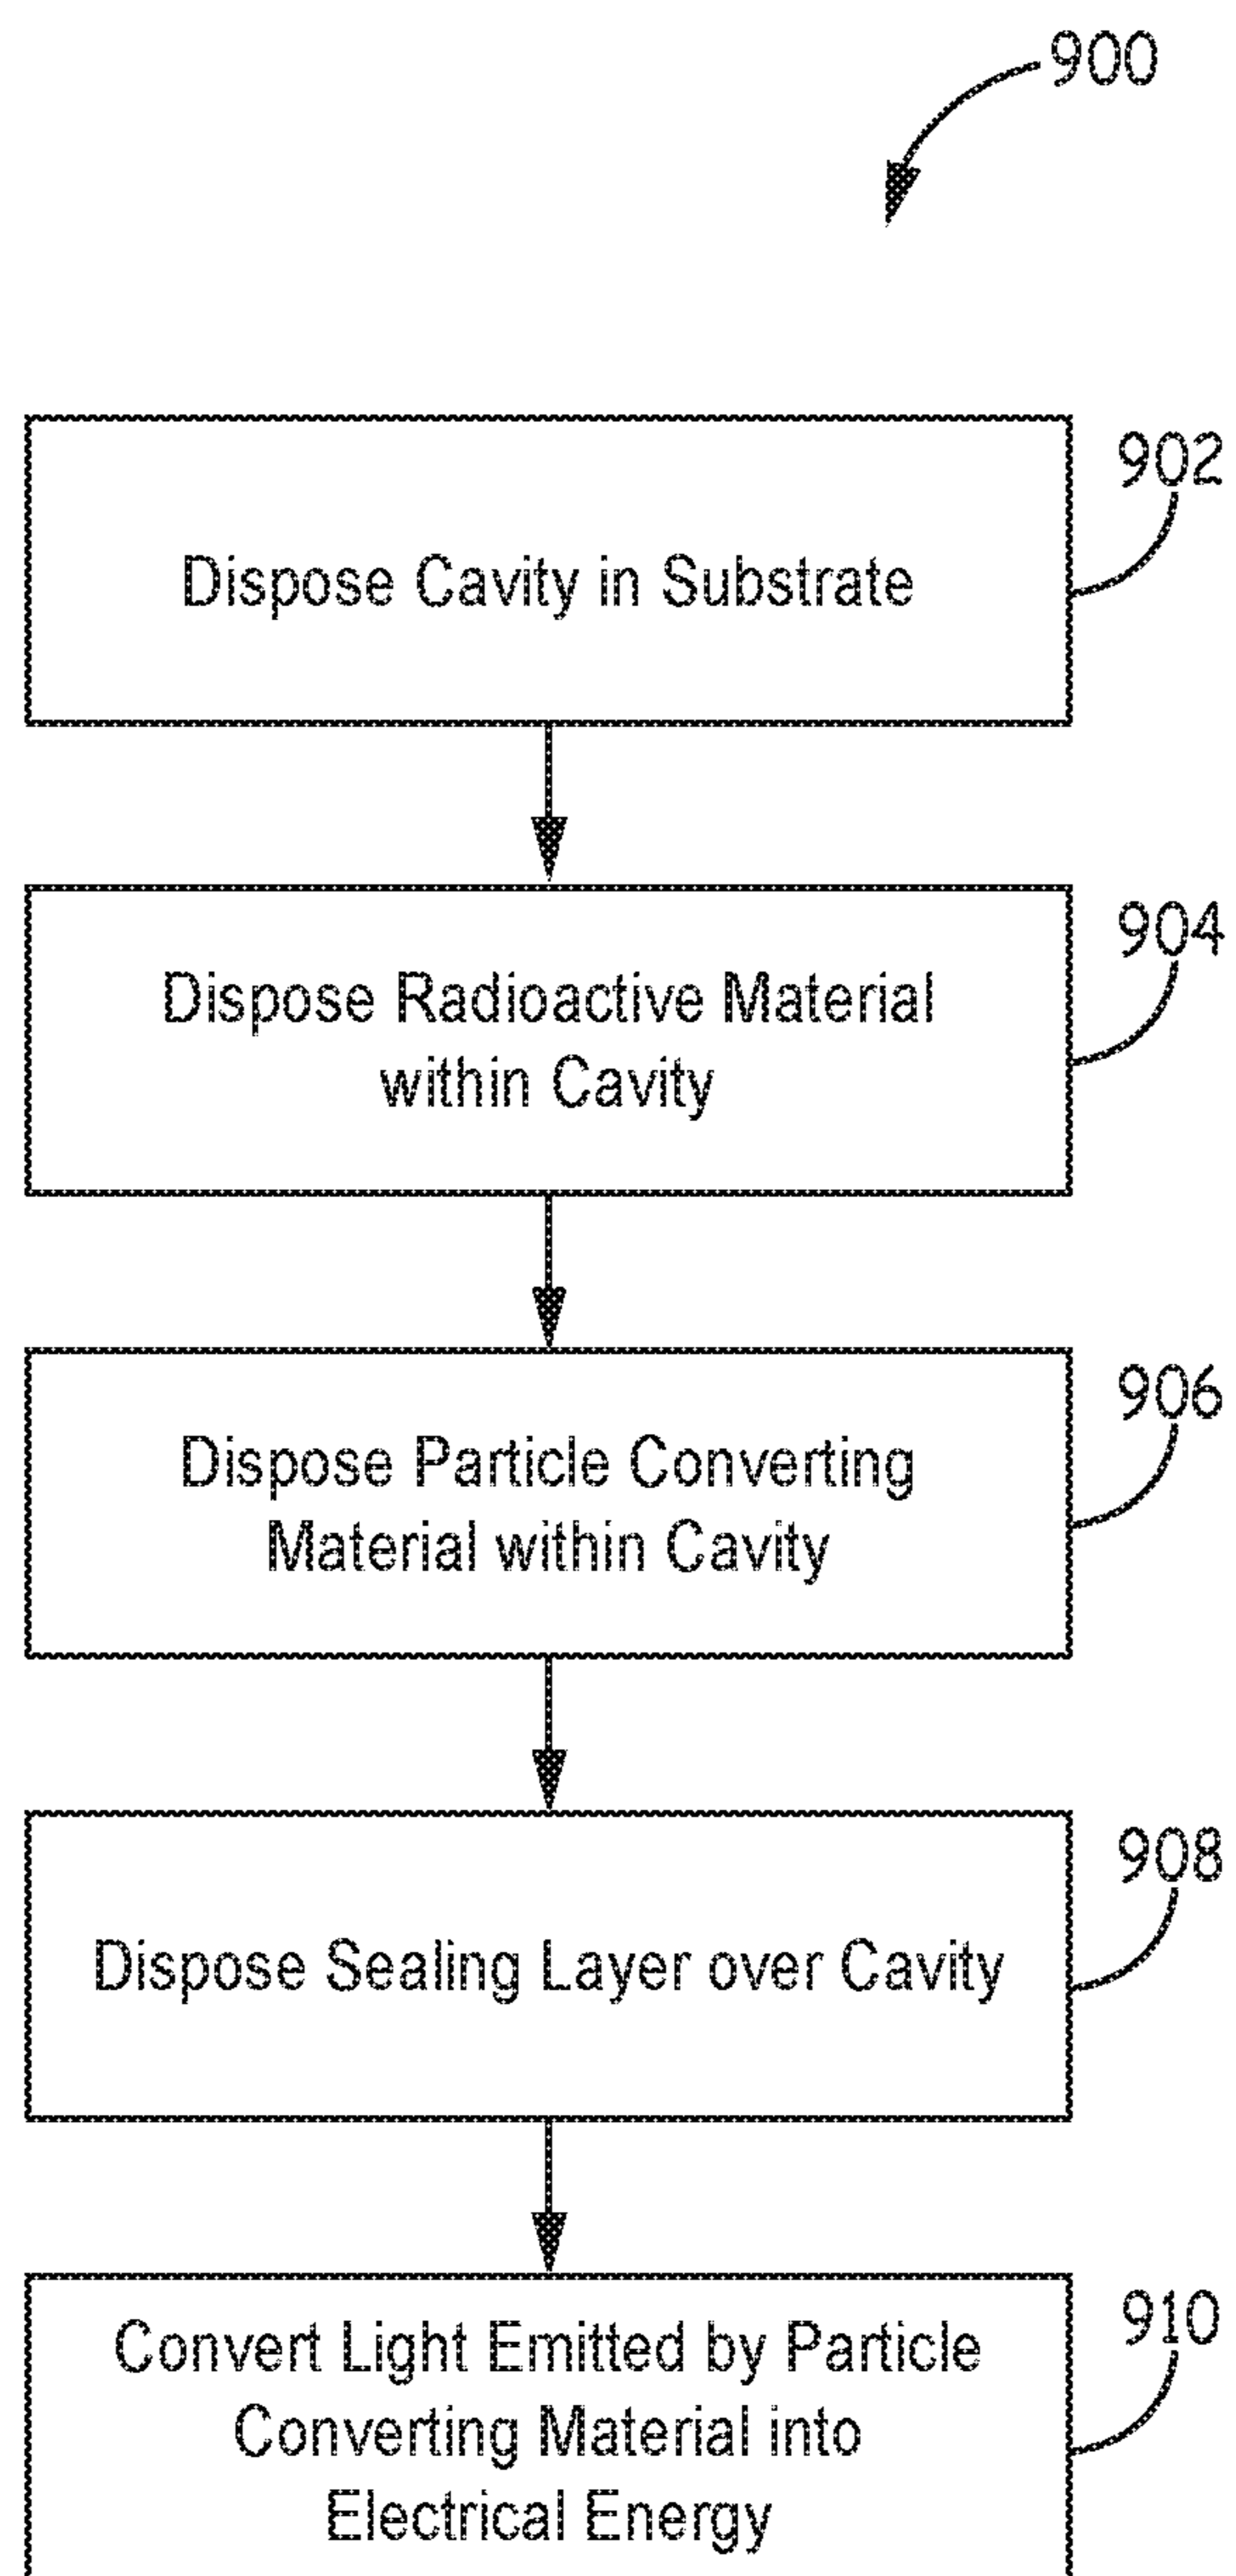 900
Dispose Cavity in Substrate
902
Dispose Radioactive Material
within Cavity
904
Dispose Particle Converting
Material within Cavity
906
Dispose Sealing Layer over Cavity
908
Convert Light Emitted by Particle
Converting Material into
Electrical Energy
910